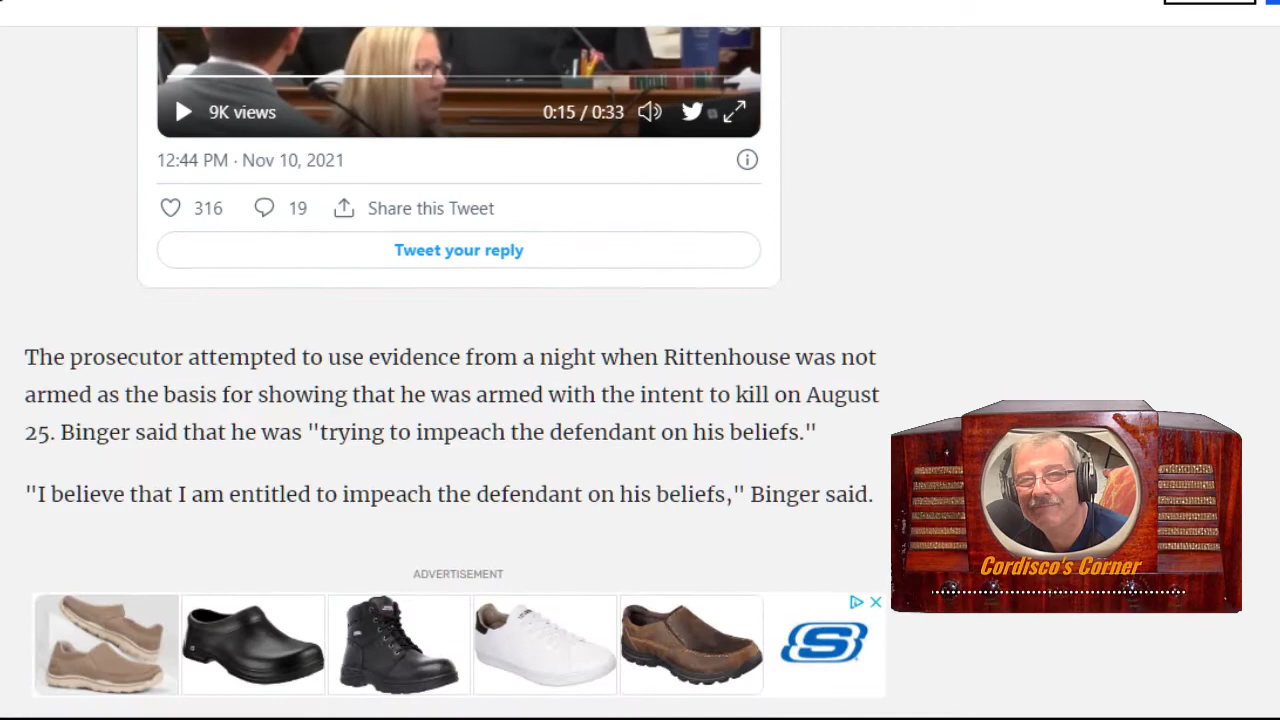 9K views
0:15 / 0:33
12:44 PM · Nov 10, 2021
316
19
Share this Tweet
Tweet your reply
The prosecutor attempted to use evidence from a night when Rittenhouse was not
armed as the basis for showing that he was armed with the intent to kill on August
25. Binger said that he was "trying to impeach the defendant on his beliefs."
"I believe that I am entitled to impeach the defendant on his beliefs," Binger said.
Cordisco's Corner
ADVERTISEMENT